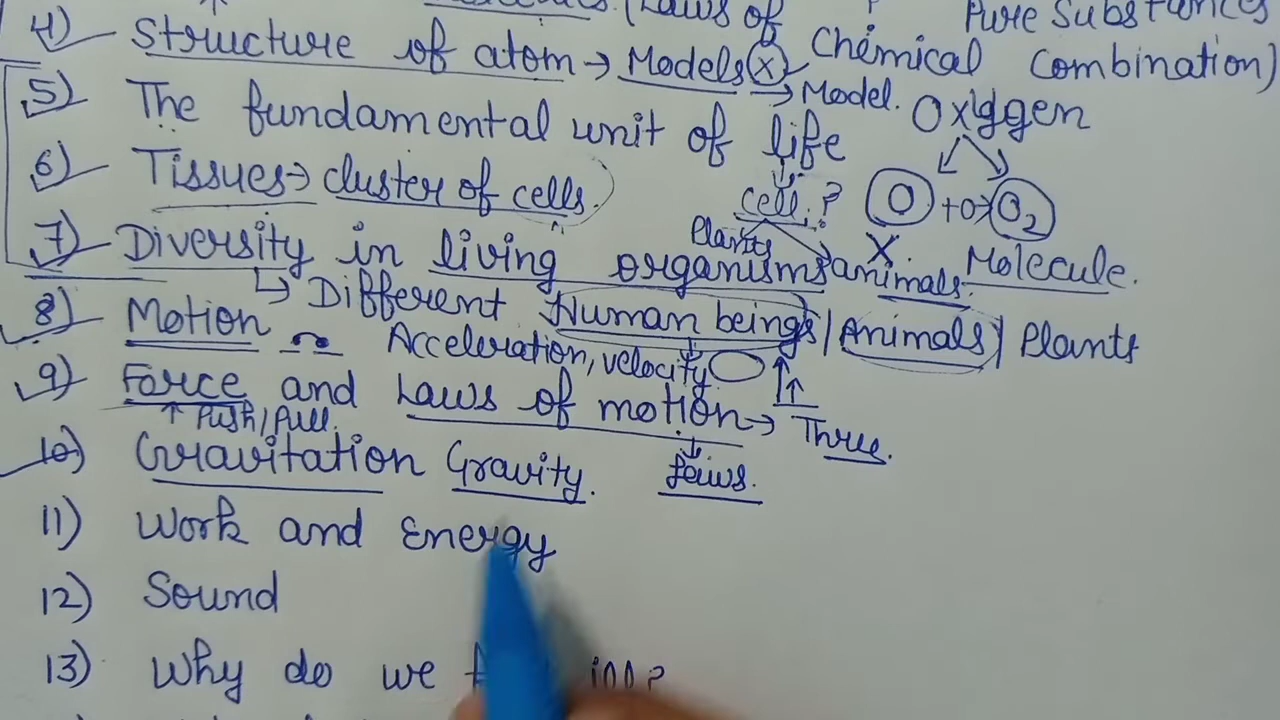 (Laws of ? Pure Substances
4) Structure of atom → Models (x) Chemical Combination)
→ Model.
5) The fundamental unit of life Oxygen
6) Tissues → cluster of cells. cell. ? O + O → O2
Plants X Molecule.
7) Diversity in living organisms animals.
↳ Different Human beings / Animals / Plants
8) Motion Acceleration, velocity
9) Force and Laws of motion → Three.
↑ Push/Pull.
10) Gravitation Gravity.
11) Work and Energy
12) Sound
13) Why do we ill?